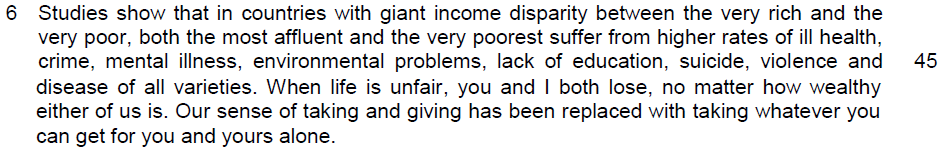 6 Studies show that in countries with giant income disparity between the very rich and the
very poor, both the most affluent and the very poorest suffer from higher rates of ill health,
crime, mental illness, environmental problems, lack of education, suicide, violence and 45
disease of all varieties. When life is unfair, you and I both lose, no matter how wealthy
either of us is. Our sense of taking and giving has been replaced with taking whatever you
can get for you and yours alone.